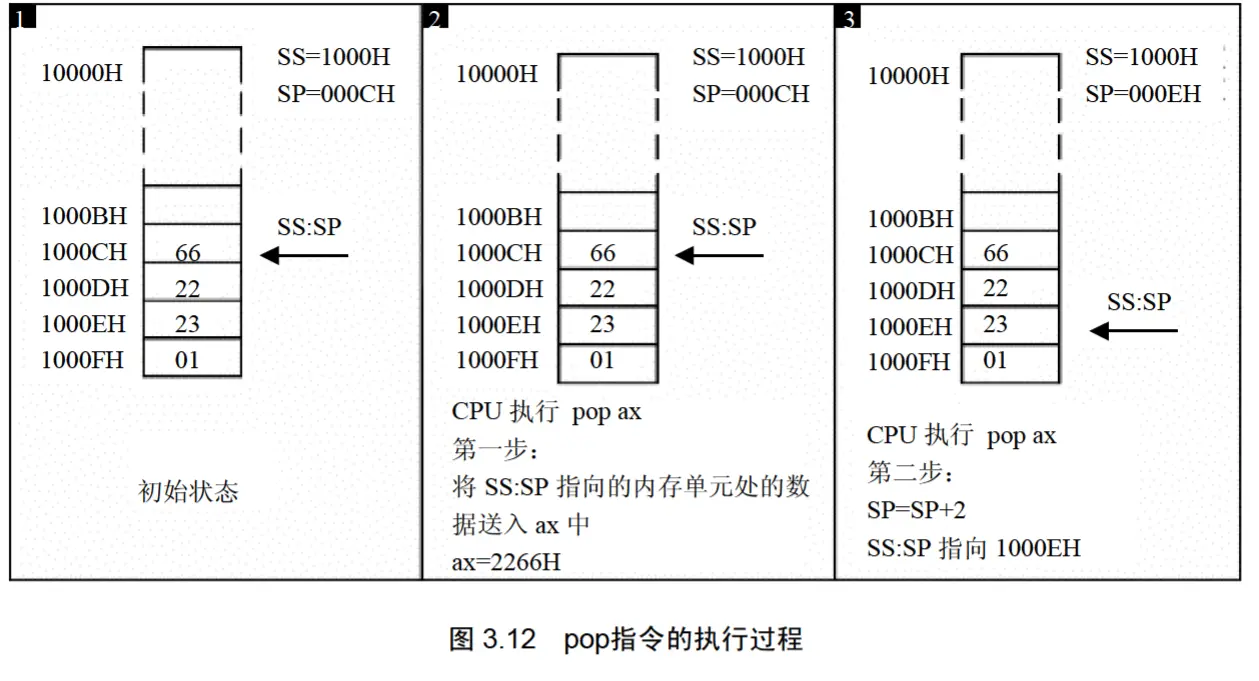 1
10000H
SS=1000H
SP=000CH
1000BH
1000CH 66
1000DH 22
1000EH 23
1000FH 01
SS:SP
初始状态
2
10000H
SS=1000H
SP=000CH
1000BH
1000CH 66
1000DH 22
1000EH 23
1000FH 01
SS:SP
CPU 执行 pop ax
第一步：
将 SS:SP 指向的内存单元处的数
据送入 ax 中
ax=2266H
3
10000H
SS=1000H
SP=000EH
1000BH
1000CH 66
1000DH 22
1000EH 23
1000FH 01
SS:SP
CPU 执行 pop ax
第二步：
SP=SP+2
SS:SP 指向 1000EH
图 3.12 pop指令的执行过程